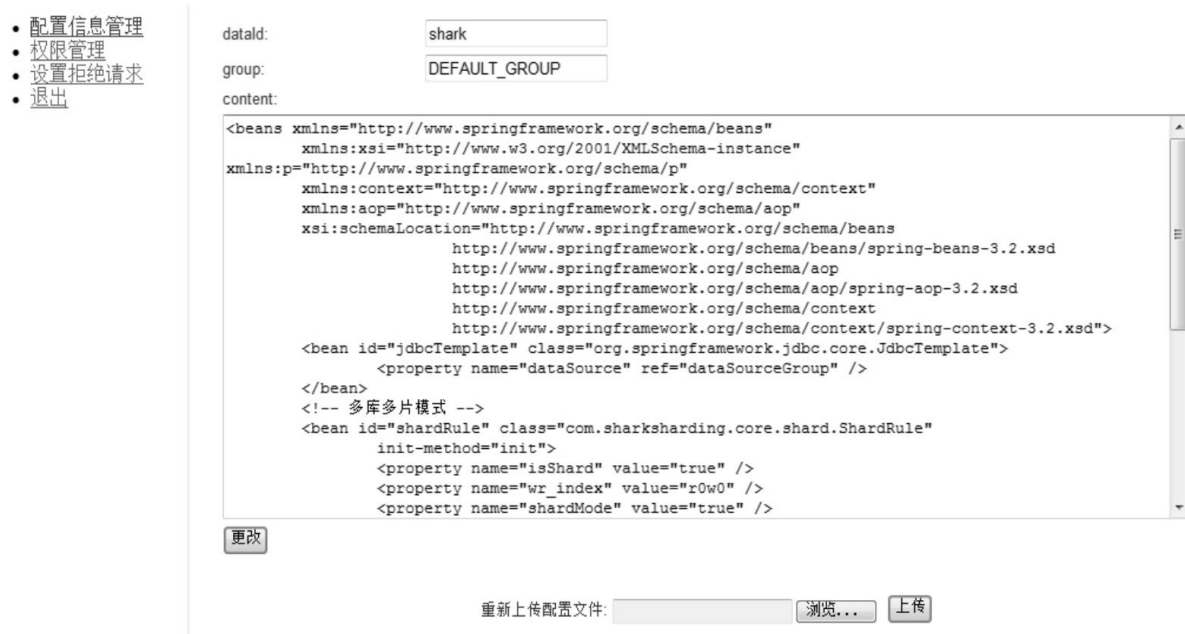 配置信息管理
权限管理
设置拒绝请求
退出
dataId: shark
group: DEFAULT_GROUP
content:
<beans xmlns="http://www.springframework.org/schema/beans"
xmlns:xsi="http://www.w3.org/2001/XMLSchema-instance"
xmlns:p="http://www.springframework.org/schema/p"
xmlns:context="http://www.springframework.org/schema/context"
xmlns:aop="http://www.springframework.org/schema/aop"
xsi:schemaLocation="http://www.springframework.org/schema/beans
http://www.springframework.org/schema/beans/spring-beans-3.2.xsd
http://www.springframework.org/schema/aop
http://www.springframework.org/schema/aop/spring-aop-3.2.xsd
http://www.springframework.org/schema/context
http://www.springframework.org/schema/context/spring-context-3.2.xsd">
<bean id="jdbcTemplate" class="org.springframework.jdbc.core.JdbcTemplate">
<property name="dataSource" ref="dataSourceGroup" />
</bean>
<!-- 多库多片模式 -->
<bean id="shardRule" class="com.sharksharding.core.shard.ShardRule"
init-method="init">
<property name="isShard" value="true" />
<property name="wr_index" value="r0w0" />
<property name="shardMode" value="true" />
更改
重新上传配置文件: 浏览... 上传